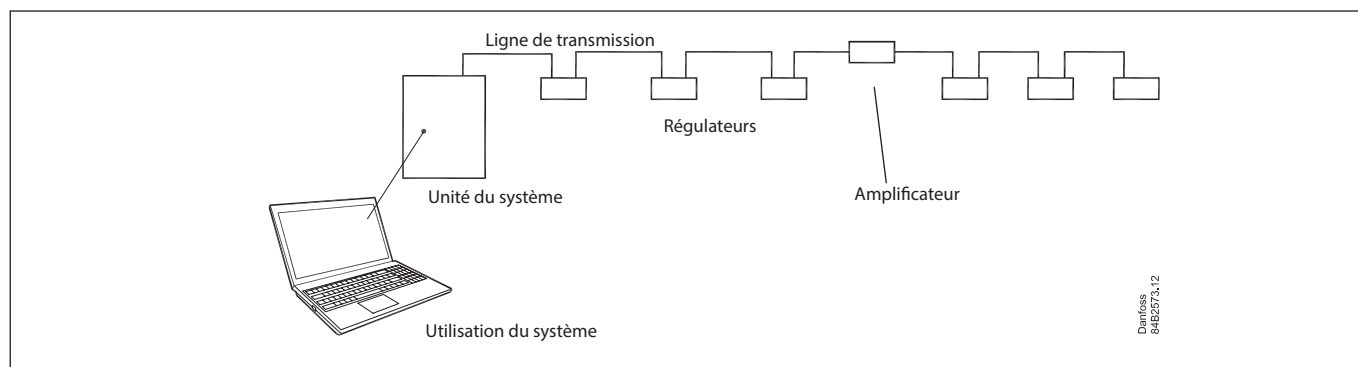 Ligne de transmission
Régulateurs
Unité du système
Amplificateur
Utilisation du système
Danfoss
84B2573.12